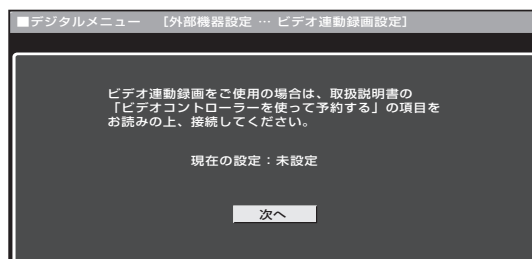 ■デジタルメニュー [外部機器設定 … ビデオ連動録画設定]
ビデオ連動録画をご使用の場合は、取扱説明書の
「ビデオコントローラーを使って予約する」の項目を
お読みの上、接続してください。
現在の設定：未設定
次へ